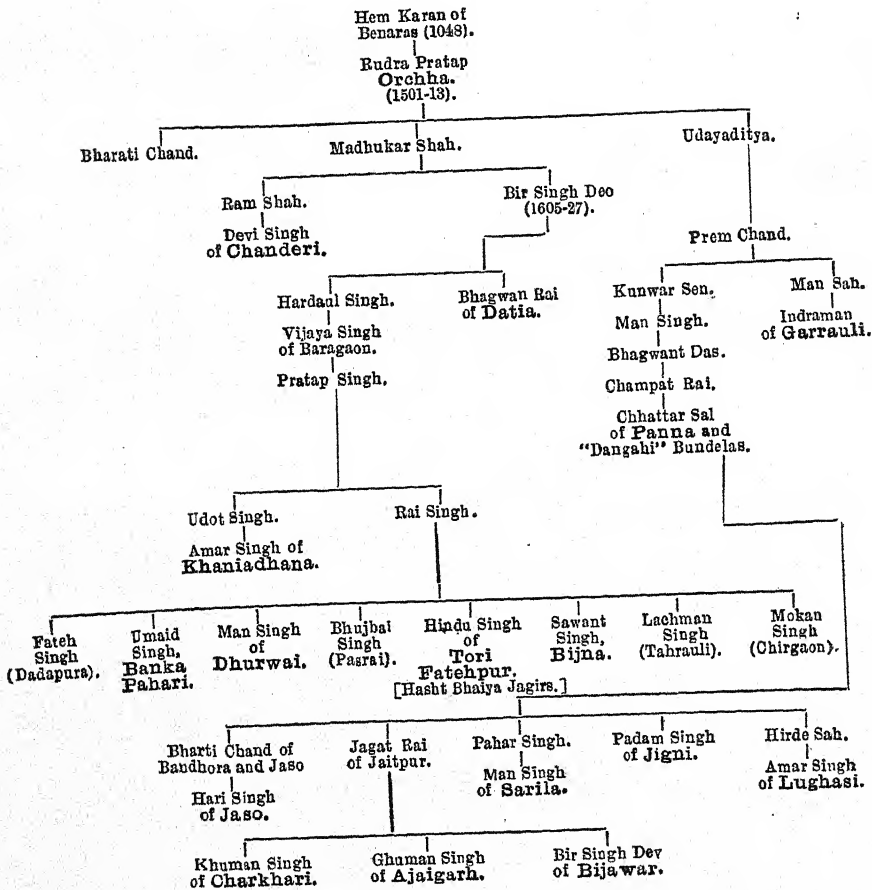 Hem Karan of
Benaras (1048).
Rudra Pratap
Orchha.
(1501-13).
Bharati Chand.
Madhukar Shah.
Udayaditya.
Ram Shah.
Devi Singh
of Chanderi.
Bir Singh Deo
(1605-27).
Prem Chand.
Hardaul Singh.
Vijaya Singh
of Baragaon.
Pratap Singh.
Bhagwan Rai
of Datia.
Kunwar Sen.
Man Singh.
Bhagwant Das.
Champat Rai.
Chhattar Sal
of Panna and
"Dangahi" Bundelas.
Man Sah.
Indraman
of Garrauli.
Udot Singh.
Amar Singh of
Khaniadhana.
Rai Singh.
Fateh
Singh
(Dadapura).
Umaid
Singh,
Banka
Pahari.
Man Singh
of
Dhurwai.
Bhujbal
Singh
(Pasrai).
Hindu Singh
of
Tori
Fatehpur.
Sawant
Singh,
Bijna.
Lachman
Singh
(Tahrauli).
Mokan
Singh
(Chirgaon).
[Hasht Bhaiya Jagirs.]
Bharti Chand of
Bandhora and Jaso
Hari Singh
of Jaso.
Jagat Rai
of Jaitpur.
Pahar Singh.
Man Singh
of Sarila.
Padam Singh
of Jigni.
Hirde Sah.
Amar Singh
of Lughasi.
Khuman Singh
of Charkhari.
Ghuman Singh
of Ajaigarh.
Bir Singh Dev
of Bijawar.